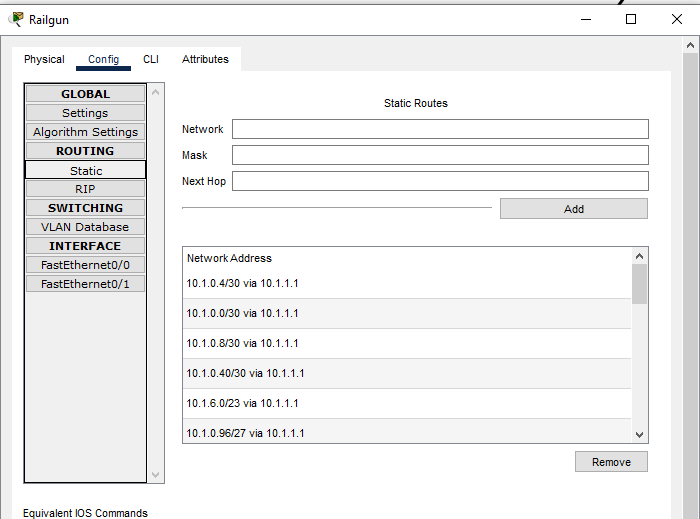 Railgun
Physical Config CLI Attributes
GLOBAL
Settings
Algorithm Settings
ROUTING
Static
RIP
SWITCHING
VLAN Database
INTERFACE
FastEthernet0/0
FastEthernet0/1
Static Routes
Network
Mask
Next Hop
Add
Network Address
10.1.0.4/30 via 10.1.1.1
10.1.0.0/30 via 10.1.1.1
10.1.0.8/30 via 10.1.1.1
10.1.0.40/30 via 10.1.1.1
10.1.6.0/23 via 10.1.1.1
10.1.0.96/27 via 10.1.1.1
Remove
Equivalent IOS Commands